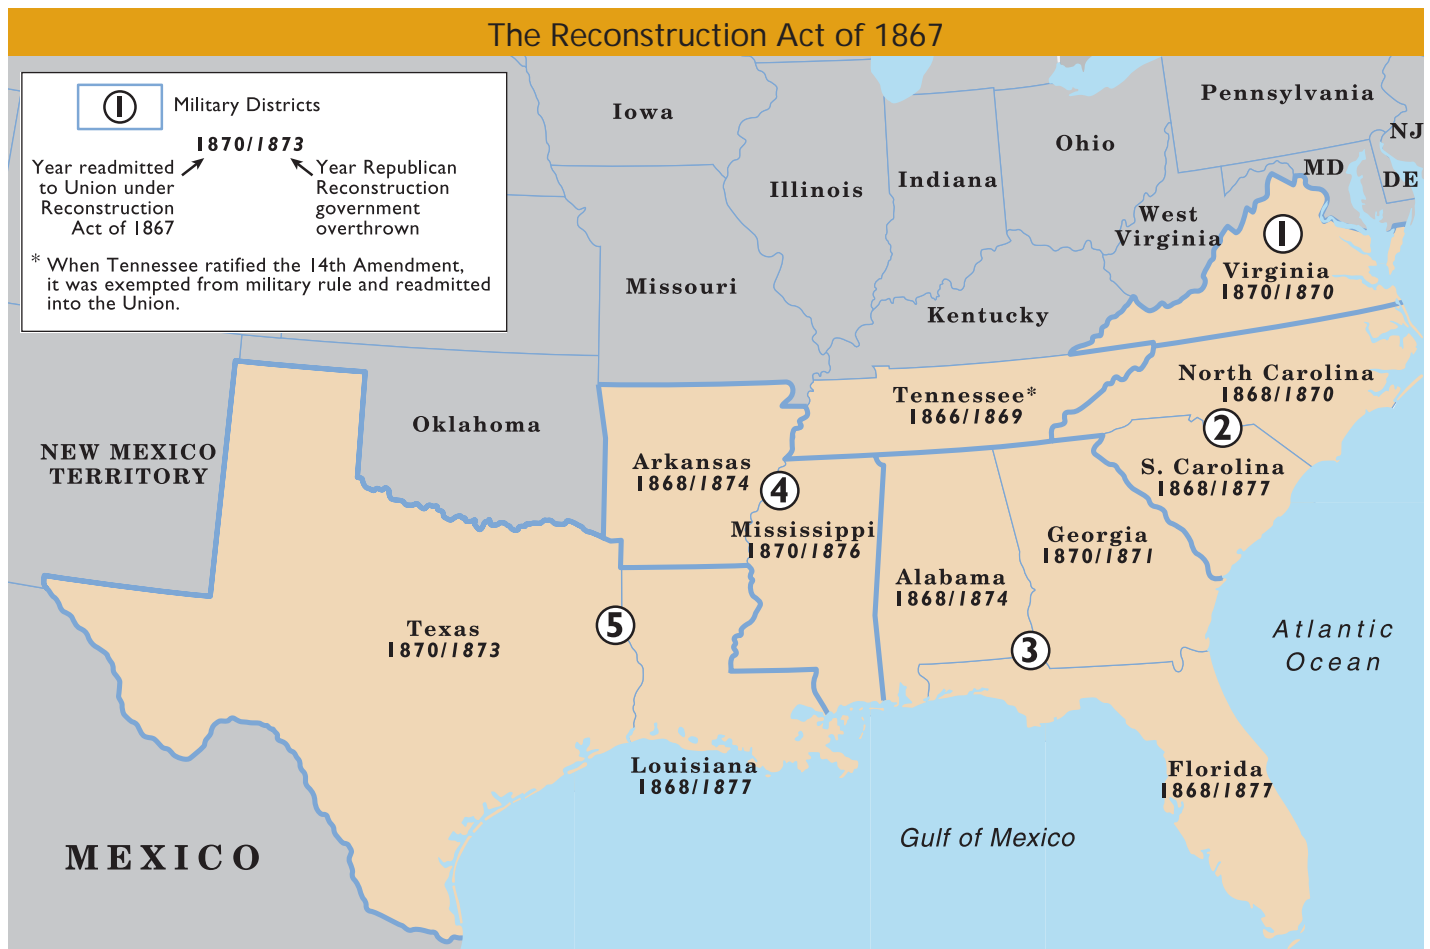 The Reconstruction Act of 1867
1 Military Districts
1870/1873
Year readmitted
to Union under
Reconstruction
Act of 1867
Year Republican
Reconstruction
government
overthrown
* When Tennessee ratified the 14th Amendment,
it was exempted from military rule and readmitted
into the Union.
Iowa
Illinois
Indiana
Ohio
Pennsylvania
NJ
MD
DE
West
Virginia
Missouri
Kentucky
1
Virginia
1870/1870
North Carolina
1868/1870
2
S. Carolina
1868/1877
Tennessee*
1866/1869
Oklahoma
NEW MEXICO
TERRITORY
Arkansas
1868/1874
4
Mississippi
1870/1876
Georgia
1870/1871
Alabama
1868/1874
3
5
Texas
1870/1873
Louisiana
1868/1877
Florida
1868/1877
Atlantic
Ocean
Gulf of Mexico
MEXICO